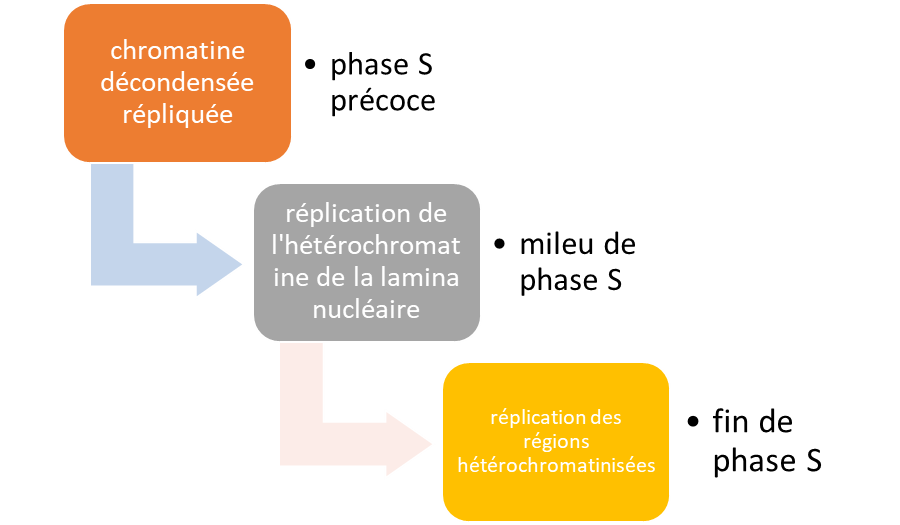 chromatine
décondensée
répliquée
• phase S
précoce
réplication de
l'hétérochromat
ine de la lamina
nucléaire
• mileu de
phase S
réplication des
régions
hétérochromatinisées
• fin de
phase S